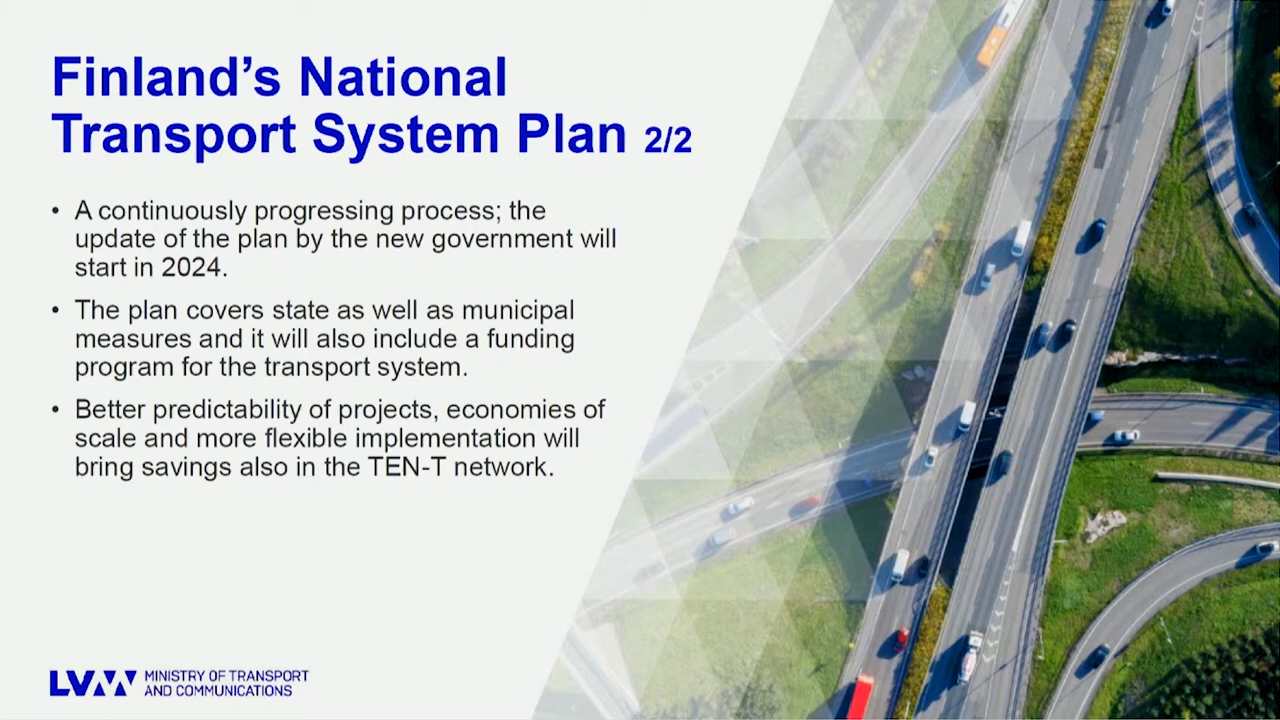 Finland's National
Transport System Plan 2/2
• A continuously progressing process; the
update of the plan by the new government will
start in 2024.
• The plan covers state as well as municipal
measures and it will also include a funding
program for the transport system.
• Better predictability of projects, economies of
scale and more flexible implementation will
bring savings also in the TEN-T network.
LVM MINISTRY OF TRANSPORT
AND COMMUNICATIONS